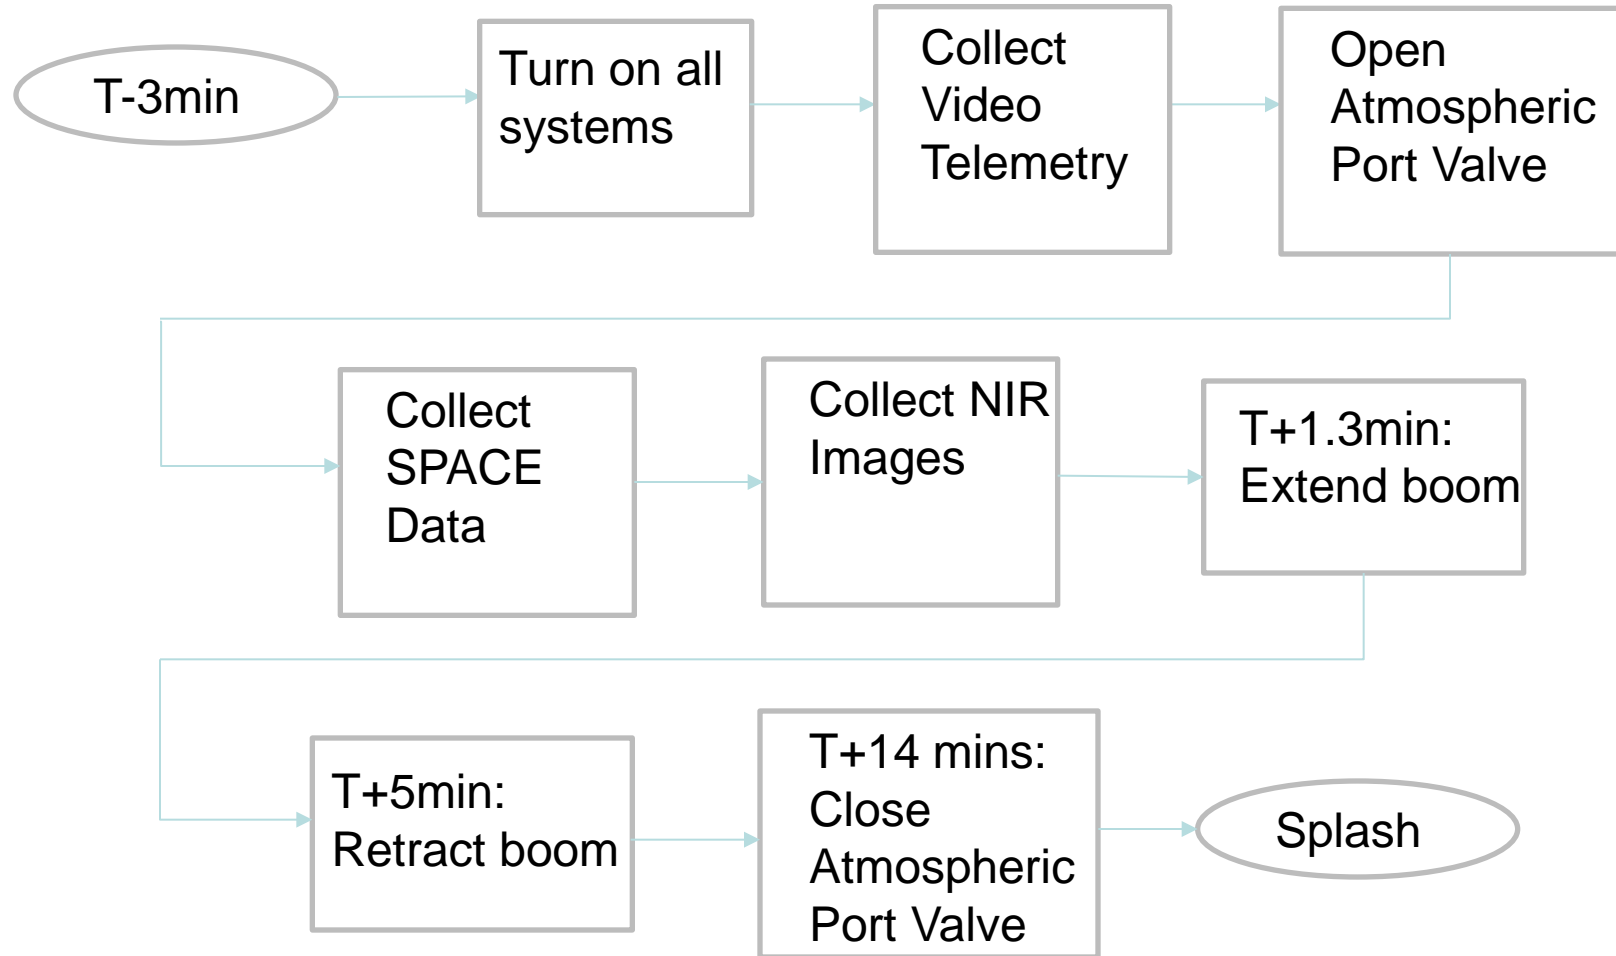 T-3min
Turn on all
systems
Collect
Video
Telemetry
Open
Atmospheric
Port Valve
Collect
SPACE
Data
Collect NIR
Images
T+1.3min:
Extend boom
T+5min:
Retract boom
T+14 mins:
Close
Atmospheric
Port Valve
Splash